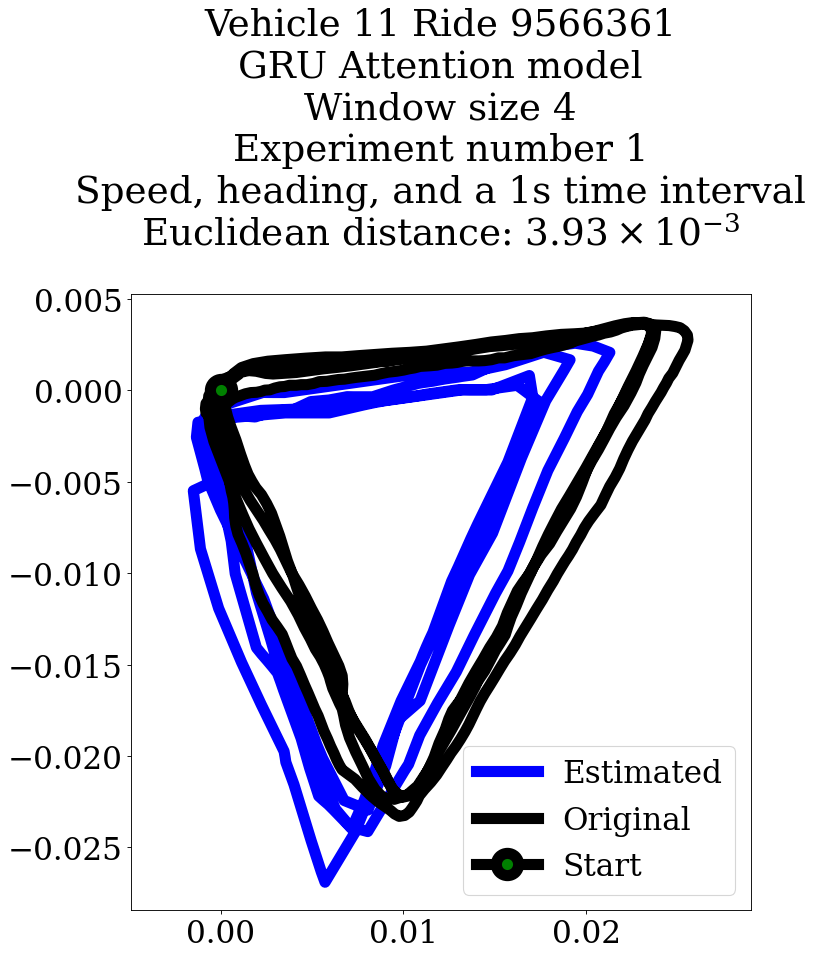 Vehicle 11 Ride 9566361
GRU Attention model
Window size 4
Experiment number 1
Speed, heading, and a 1s time interval
Euclidean distance: 3.93 × 10⁻³
0.005
0.000
−0.005
−0.010
−0.015
−0.020
−0.025
0.00 0.01 0.02
Estimated
Original
Start